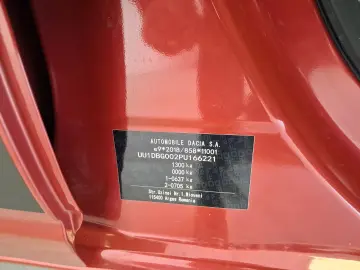 AUTOMOBILE DACIA S.A.
e9*2018/858*11001
UU1DBG002PU166221
1300 kg
0000 kg
1-0637 kg
2-0705 kg
Str. Uzinei Nr.1, Mioveni
115400 Arges Romania